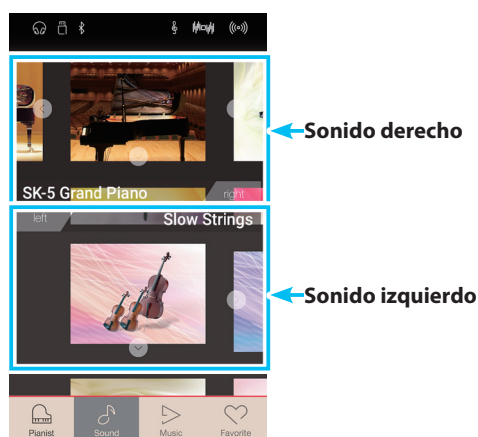 Sonido derecho
SK-5 Grand Piano
right
left
Slow Strings
Sonido izquierdo
Pianist
Sound
Music
Favorite